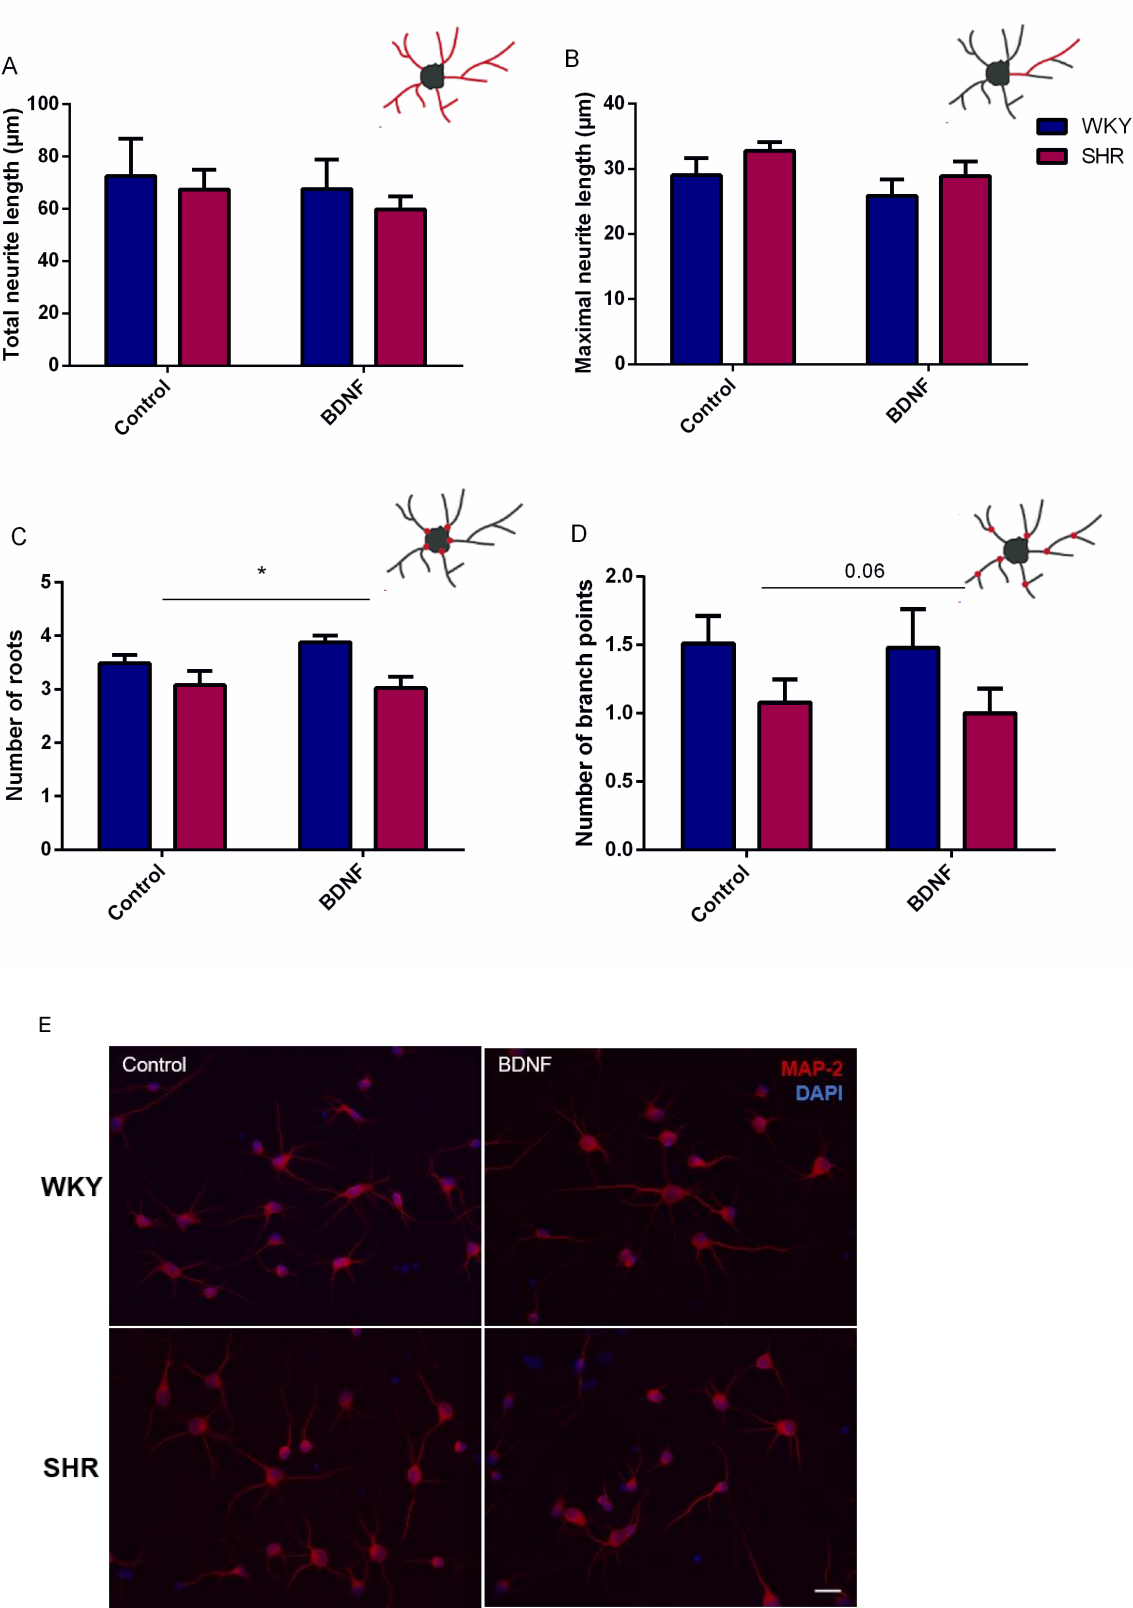 A
Total neurite length (µm)
100
80
60
40
20
0
Control
BDNF
B
Maximal neurite length (µm)
40
30
20
10
0
Control
BDNF
WKY
SHR
C
Number of roots
5
4
3
2
1
0
*
Control
BDNF
D
Number of branch points
2.0
1.5
1.0
0.5
0.0
0.06
Control
BDNF
E
Control
BDNF
MAP-2
DAPI
WKY
SHR